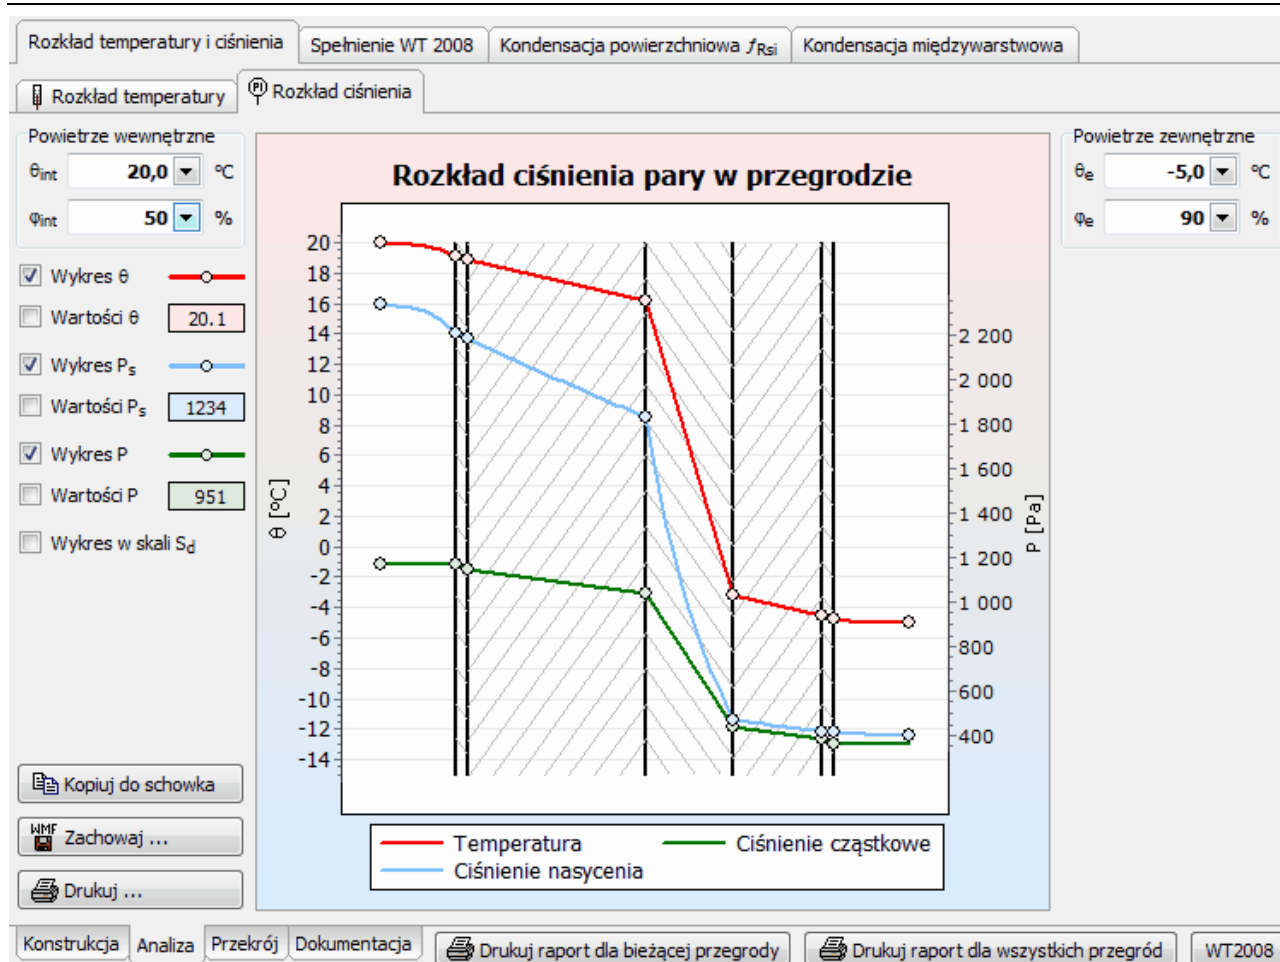 Rozkład temperatury i ciśnienia Spełnienie WT 2008 Kondensacja powierzchniowa fRsi Kondensacja międzywarstwowa
Rozkład temperatury PI Rozkład ciśnienia
Powietrze wewnętrzne
θint 20,0 °C
φint 50 %
Wykres θ
Wartości θ 20.1
Wykres Ps
Wartości Ps 1234
Wykres P
Wartości P 951
Wykres w skali Sd
Kopiuj do schowka
WMF Zachowaj ...
Drukuj ...
Rozkład ciśnienia pary w przegrodzie
θ [°C]
20
18
16
14
12
10
8
6
4
2
0
-2
-4
-6
-8
-10
-12
-14
P [Pa]
2 200
2 000
1 800
1 600
1 400
1 200
1 000
800
600
400
Temperatura Ciśnienie cząstkowe
Ciśnienie nasycenia
Powietrze zewnętrzne
θe -5,0 °C
φe 90 %
Konstrukcja Analiza Przekrój Dokumentacja Drukuj raport dla bieżącej przegrody Drukuj raport dla wszystkich przegród WT2008